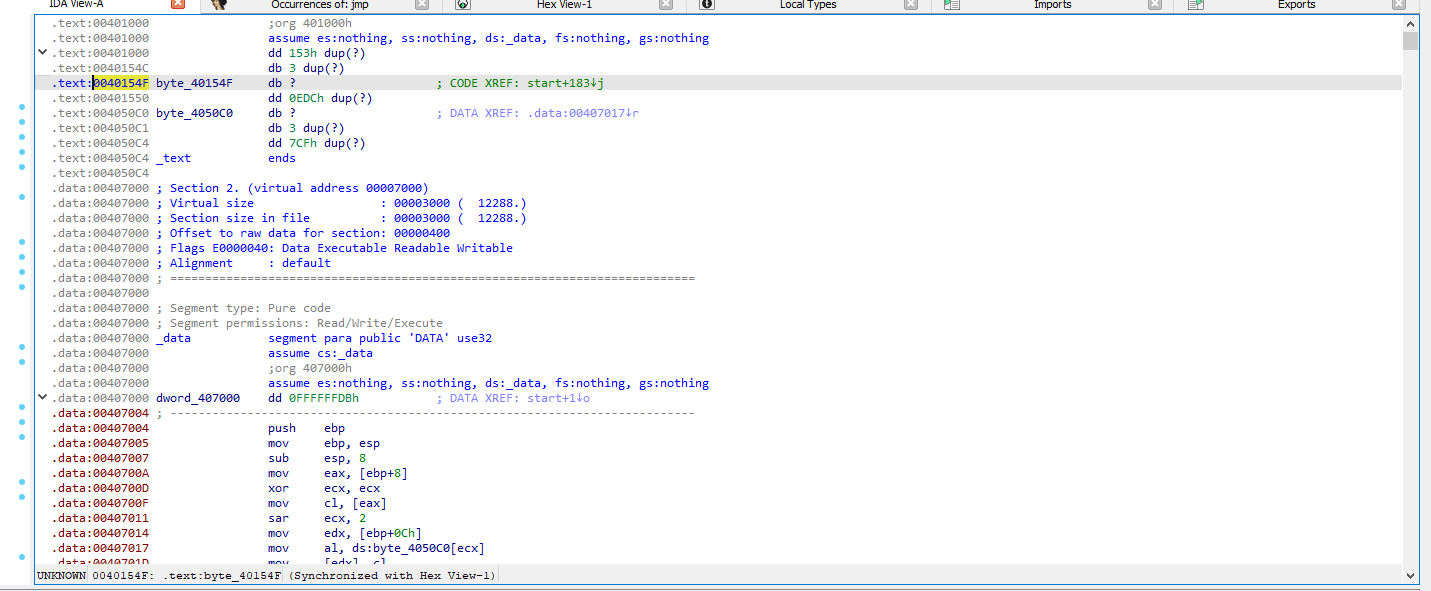 IDA View-A Occurrences of: jmp Hex View-1 Local Types Imports Exports
.text:00401000 ;org 401000h
.text:00401000 assume es:nothing, ss:nothing, ds:_data, fs:nothing, gs:nothing
.text:00401000 dd 153h dup(?)
.text:0040154C db 3 dup(?)
.text:0040154F byte_40154F db ? ; CODE XREF: start+183↓j
.text:00401550 dd 0EDCh dup(?)
.text:004050C0 byte_4050C0 db ? ; DATA XREF: .data:00407017↓r
.text:004050C1 db 3 dup(?)
.text:004050C4 dd 7CFh dup(?)
.text:004050C4 _text ends
.text:004050C4
.data:00407000 ; Section 2. (virtual address 00007000)
.data:00407000 ; Virtual size : 00003000 ( 12288.)
.data:00407000 ; Section size in file : 00003000 ( 12288.)
.data:00407000 ; Offset to raw data for section: 00000400
.data:00407000 ; Flags E0000040: Data Executable Readable Writable
.data:00407000 ; Alignment : default
.data:00407000 ; ===========================================================================
.data:00407000
.data:00407000 ; Segment type: Pure code
.data:00407000 ; Segment permissions: Read/Write/Execute
.data:00407000 _data segment para public 'DATA' use32
.data:00407000 assume cs:_data
.data:00407000 ;org 407000h
.data:00407000 assume es:nothing, ss:nothing, ds:_data, fs:nothing, gs:nothing
.data:00407000 dword_407000 dd 0FFFFFFDBh ; DATA XREF: start+1↓o
.data:00407004 ; ---------------------------------------------------------------------------
.data:00407004 push ebp
.data:00407005 mov ebp, esp
.data:00407007 sub esp, 8
.data:0040700A mov eax, [ebp+8]
.data:0040700D xor ecx, ecx
.data:0040700F mov cl, [eax]
.data:00407011 sar ecx, 2
.data:00407014 mov edx, [ebp+0Ch]
.data:00407017 mov al, ds:byte_4050C0[ecx]
.data:0040701D mov [edx], cl
UNKNOWN 0040154F: .text:byte_40154F (Synchronized with Hex View-1)